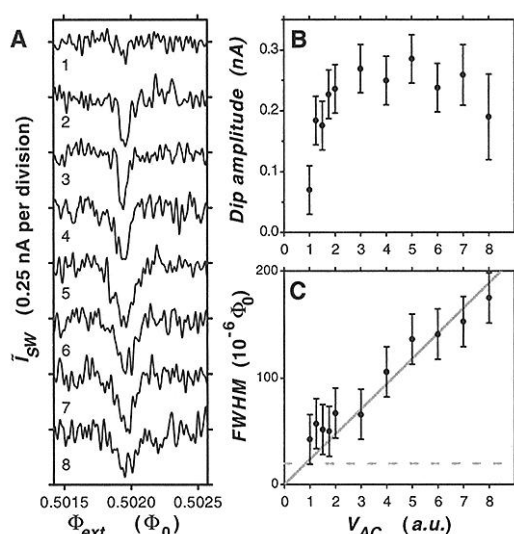 A
1
2
3
4
5
6
7
8
Ĩ_SW (0.25 nA per division)
0.5015 0.5020 0.5025
Φ_ext (Φ_0)
B
Dip amplitude (nA)
0.3
0.2
0.1
0.0
0 1 2 3 4 5 6 7 8
C
FWHM (10^-6 Φ_0)
200
100
0
0 1 2 3 4 5 6 7 8
V_AC (a.u.)